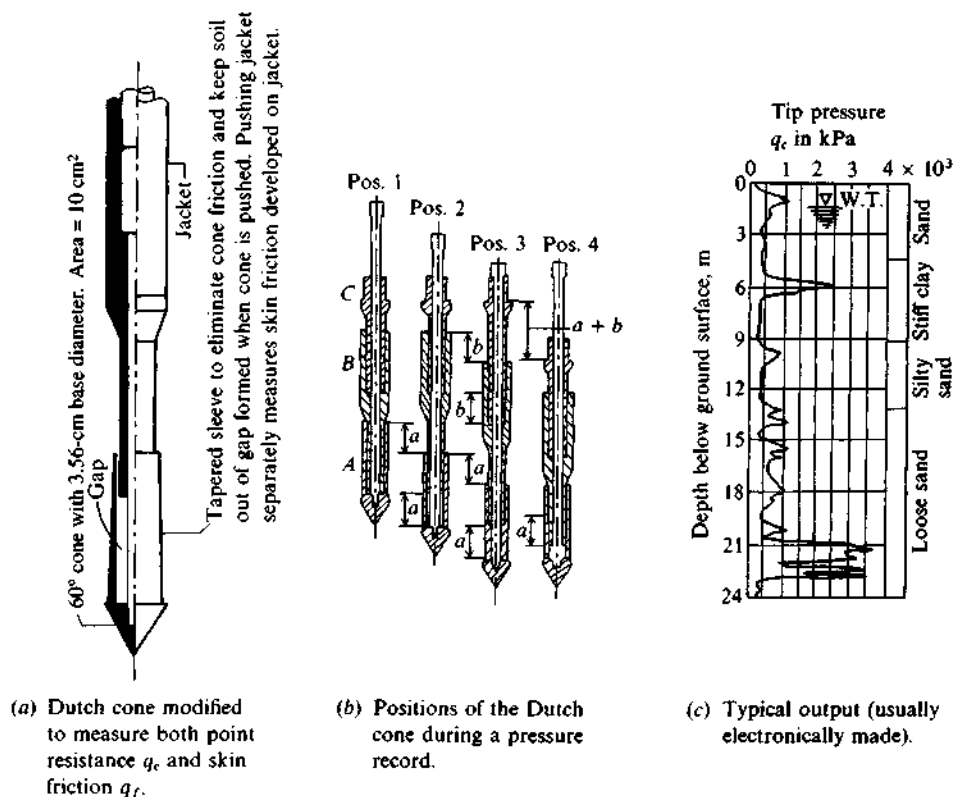 60° cone with 3.56-cm base diameter. Area = 10 cm²
Gap
Jacket
Tapered sleeve to eliminate cone friction and keep soil
out of gap formed when cone is pushed. Pushing jacket
separately measures skin friction developed on jacket.
(a) Dutch cone modified
to measure both point
resistance qc and skin
friction qf.
Pos. 1
Pos. 2
Pos. 3
Pos. 4
C
B
A
a
a
b
b
a
a
a + b
a
(b) Positions of the Dutch
cone during a pressure
record.
Tip pressure
qc in kPa
0 1 2 3 4 × 10³
0
3
6
9
12
15
18
21
24
Depth below ground surface, m
W.T.
Sand
Stiff clay
Silty
sand
Loose sand
(c) Typical output (usually
electronically made).